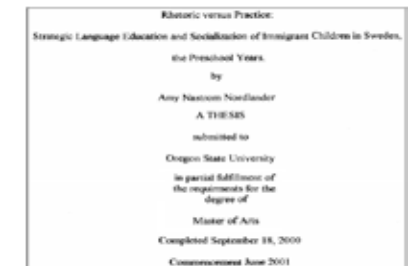 Rhetoric versus Practice:
Strategic Language Education and Socialization of Immigrant Children in Sweden,
the Preschool Years.
by
Amy Nastrom Nordlander
A THESIS
submitted to
Oregon State University
in partial fulfillment of
the requirments for the
degree of
Master of Arts
Completed September 18, 2000
Commencement June 2001